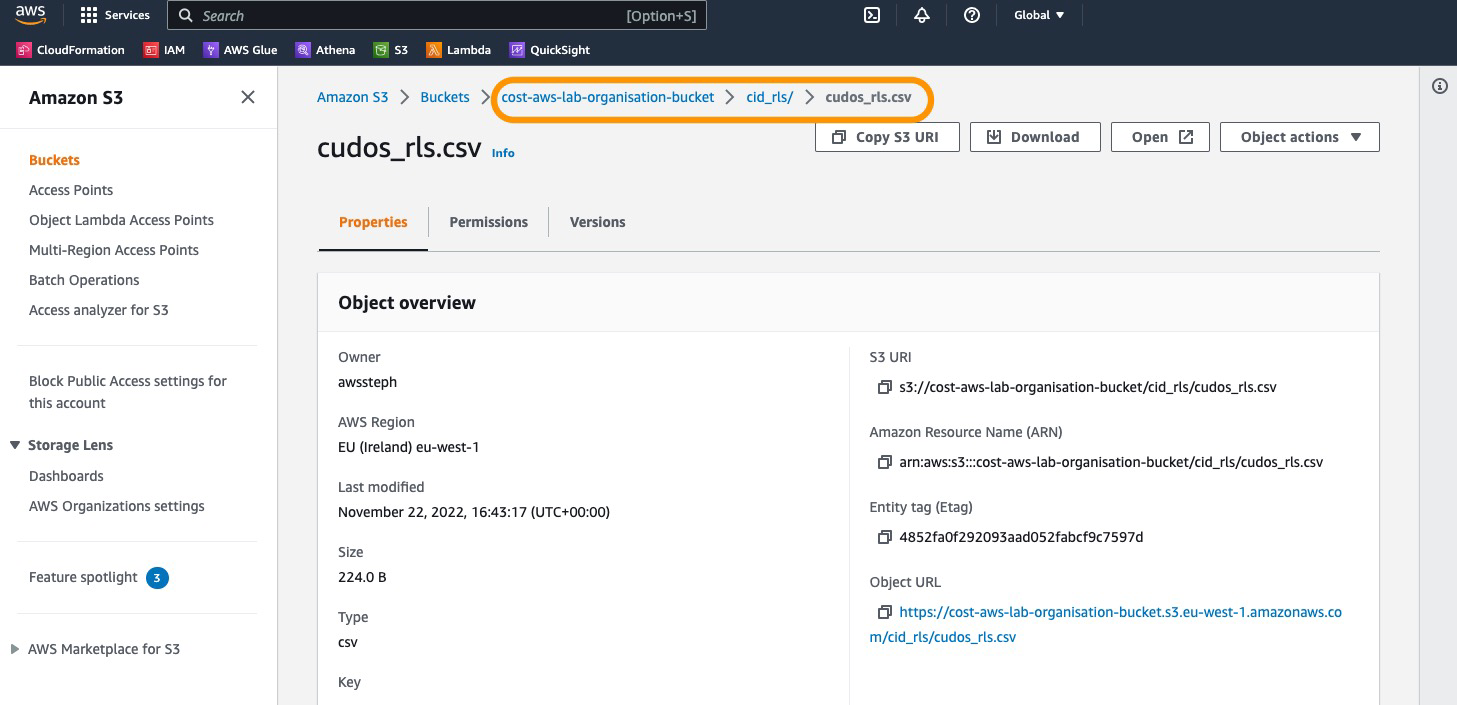 aws Services Search [Option+S] Global
CloudFormation IAM AWS Glue Athena S3 Lambda QuickSight
Amazon S3
Buckets
Access Points
Object Lambda Access Points
Multi-Region Access Points
Batch Operations
Access analyzer for S3
Block Public Access settings for
this account
Storage Lens
Dashboards
AWS Organizations settings
Feature spotlight 3
AWS Marketplace for S3
Amazon S3 Buckets cost-aws-lab-organisation-bucket cid_rls/ cudos_rls.csv
cudos_rls.csv Info
Copy S3 URI Download Open Object actions
Properties Permissions Versions
Object overview
Owner
awssteph
AWS Region
EU (Ireland) eu-west-1
Last modified
November 22, 2022, 16:43:17 (UTC+00:00)
Size
224.0 B
Type
csv
Key
S3 URI
s3://cost-aws-lab-organisation-bucket/cid_rls/cudos_rls.csv
Amazon Resource Name (ARN)
arn:aws:s3:::cost-aws-lab-organisation-bucket/cid_rls/cudos_rls.csv
Entity tag (Etag)
4852fa0f292093aad052fabcf9c7597d
Object URL
https://cost-aws-lab-organisation-bucket.s3.eu-west-1.amazonaws.co
m/cid_rls/cudos_rls.csv